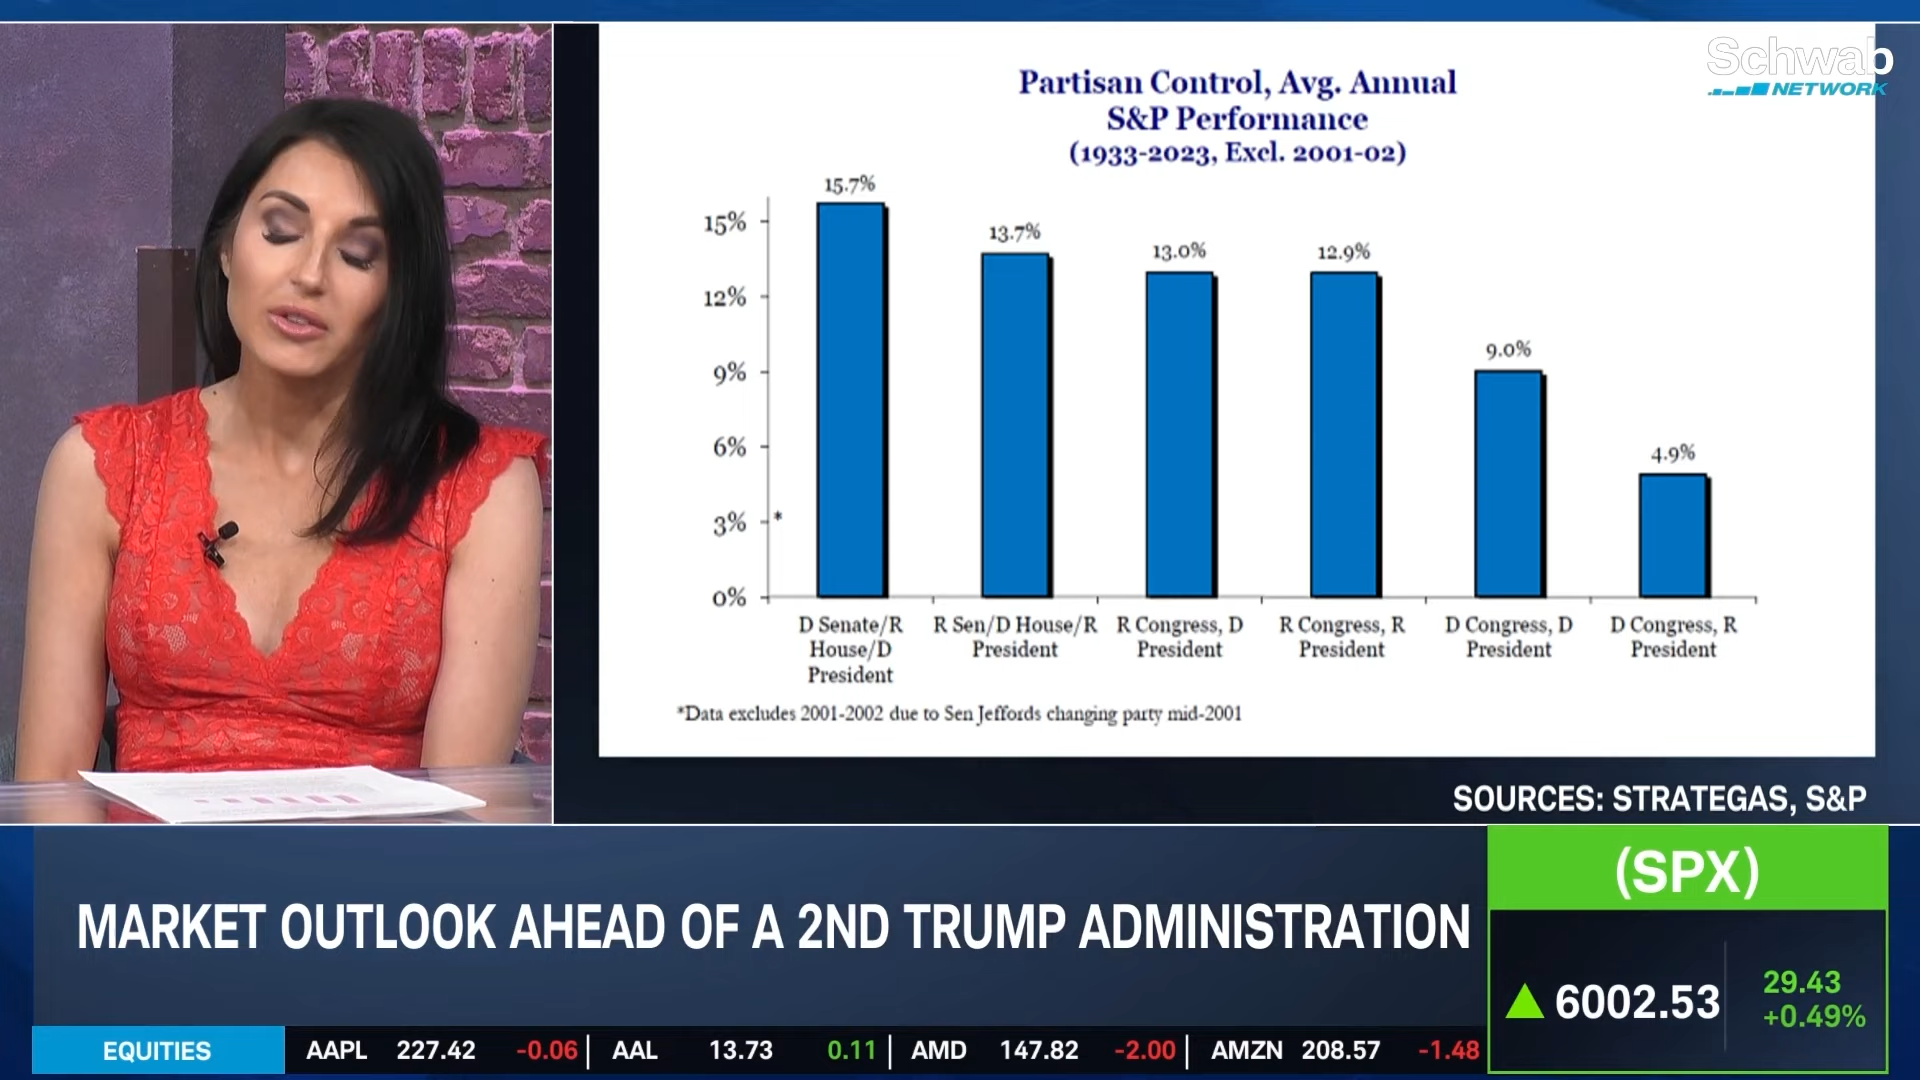 Schwab
NETWORK
Partisan Control, Avg. Annual
S&P Performance
(1933-2023, Excl. 2001-02)
15.7%
13.7%
13.0%
12.9%
9.0%
4.9%
15%
12%
9%
6%
3%
*
0%
D Senate/R
House/D
President
R Sen/D House/R
President
R Congress, D
President
R Congress, R
President
D Congress, D
President
D Congress, R
President
*Data excludes 2001-2002 due to Sen Jeffords changing party mid-2001
SOURCES: STRATEGAS, S&P
MARKET OUTLOOK AHEAD OF A 2ND TRUMP ADMINISTRATION
(SPX)
6002.53
29.43
+0.49%
EQUITIES
AAPL 227.42 -0.06 AAL 13.73 0.11 AMD 147.82 -2.00 AMZN 208.57 -1.48